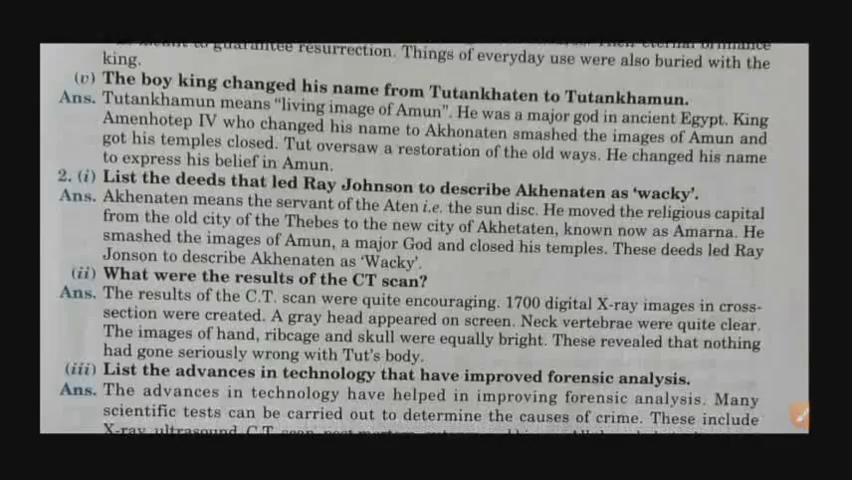 to guarantee resurrection. Things of everyday use were also buried with the
king.
(v) The boy king changed his name from Tutankhaten to Tutankhamun.
Ans. Tutankhamun means "living image of Amun". He was a major god in ancient Egypt. King
Amenhotep IV who changed his name to Akhonaten smashed the images of Amun and
got his temples closed. Tut oversaw a restoration of the old ways. He changed his name
to express his belief in Amun.
2. (i) List the deeds that led Ray Johnson to describe Akhenaten as 'wacky'.
Ans. Akhenaten means the servant of the Aten i.e. the sun disc. He moved the religious capital
from the old city of the Thebes to the new city of Akhetaten, known now as Amarna. He
smashed the images of Amun, a major God and closed his temples. These deeds led Ray
Jonson to describe Akhenaten as 'Wacky'.
(ii) What were the results of the CT scan?
Ans. The results of the C.T. scan were quite encouraging. 1700 digital X-ray images in cross-
section were created. A gray head appeared on screen. Neck vertebrae were quite clear.
The images of hand, ribcage and skull were equally bright. These revealed that nothing
had gone seriously wrong with Tut's body.
(iii) List the advances in technology that have improved forensic analysis.
Ans. The advances in technology have helped in improving forensic analysis. Many
scientific tests can be carried out to determine the causes of crime. These include
X-ray ultrasound C.T. scan